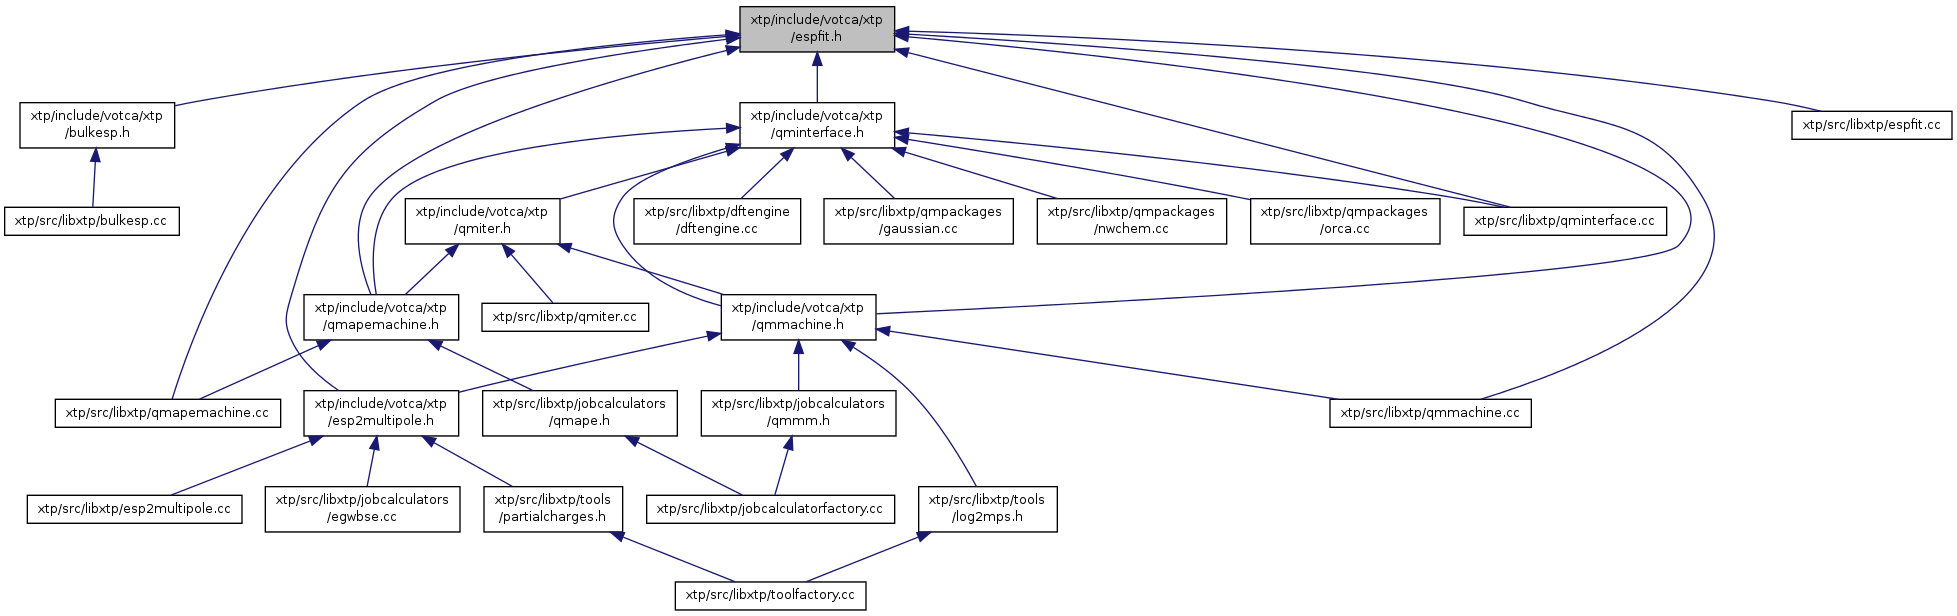 xtp/include/votca/xtp
/espfit.h
xtp/include/votca/xtp
/bulkesp.h
xtp/include/votca/xtp
/qminterface.h
xtp/src/libxtp/espfit.cc
xtp/src/libxtp/bulkesp.cc
xtp/include/votca/xtp
/qmiter.h
xtp/src/libxtp/dftengine
/dftengine.cc
xtp/src/libxtp/qmpackages
/gaussian.cc
xtp/src/libxtp/qmpackages
/nwchem.cc
xtp/src/libxtp/qmpackages
/orca.cc
xtp/src/libxtp/qminterface.cc
xtp/include/votca/xtp
/qmapemachine.h
xtp/src/libxtp/qmiter.cc
xtp/include/votca/xtp
/qmmachine.h
xtp/src/libxtp/qmapemachine.cc
xtp/include/votca/xtp
/esp2multipole.h
xtp/src/libxtp/jobcalculators
/qmape.h
xtp/src/libxtp/jobcalculators
/qmmm.h
xtp/src/libxtp/qmmachine.cc
xtp/src/libxtp/esp2multipole.cc
xtp/src/libxtp/jobcalculators
/egwbse.cc
xtp/src/libxtp/tools
/partialcharges.h
xtp/src/libxtp/jobcalculatorfactory.cc
xtp/src/libxtp/tools
/log2mps.h
xtp/src/libxtp/toolfactory.cc